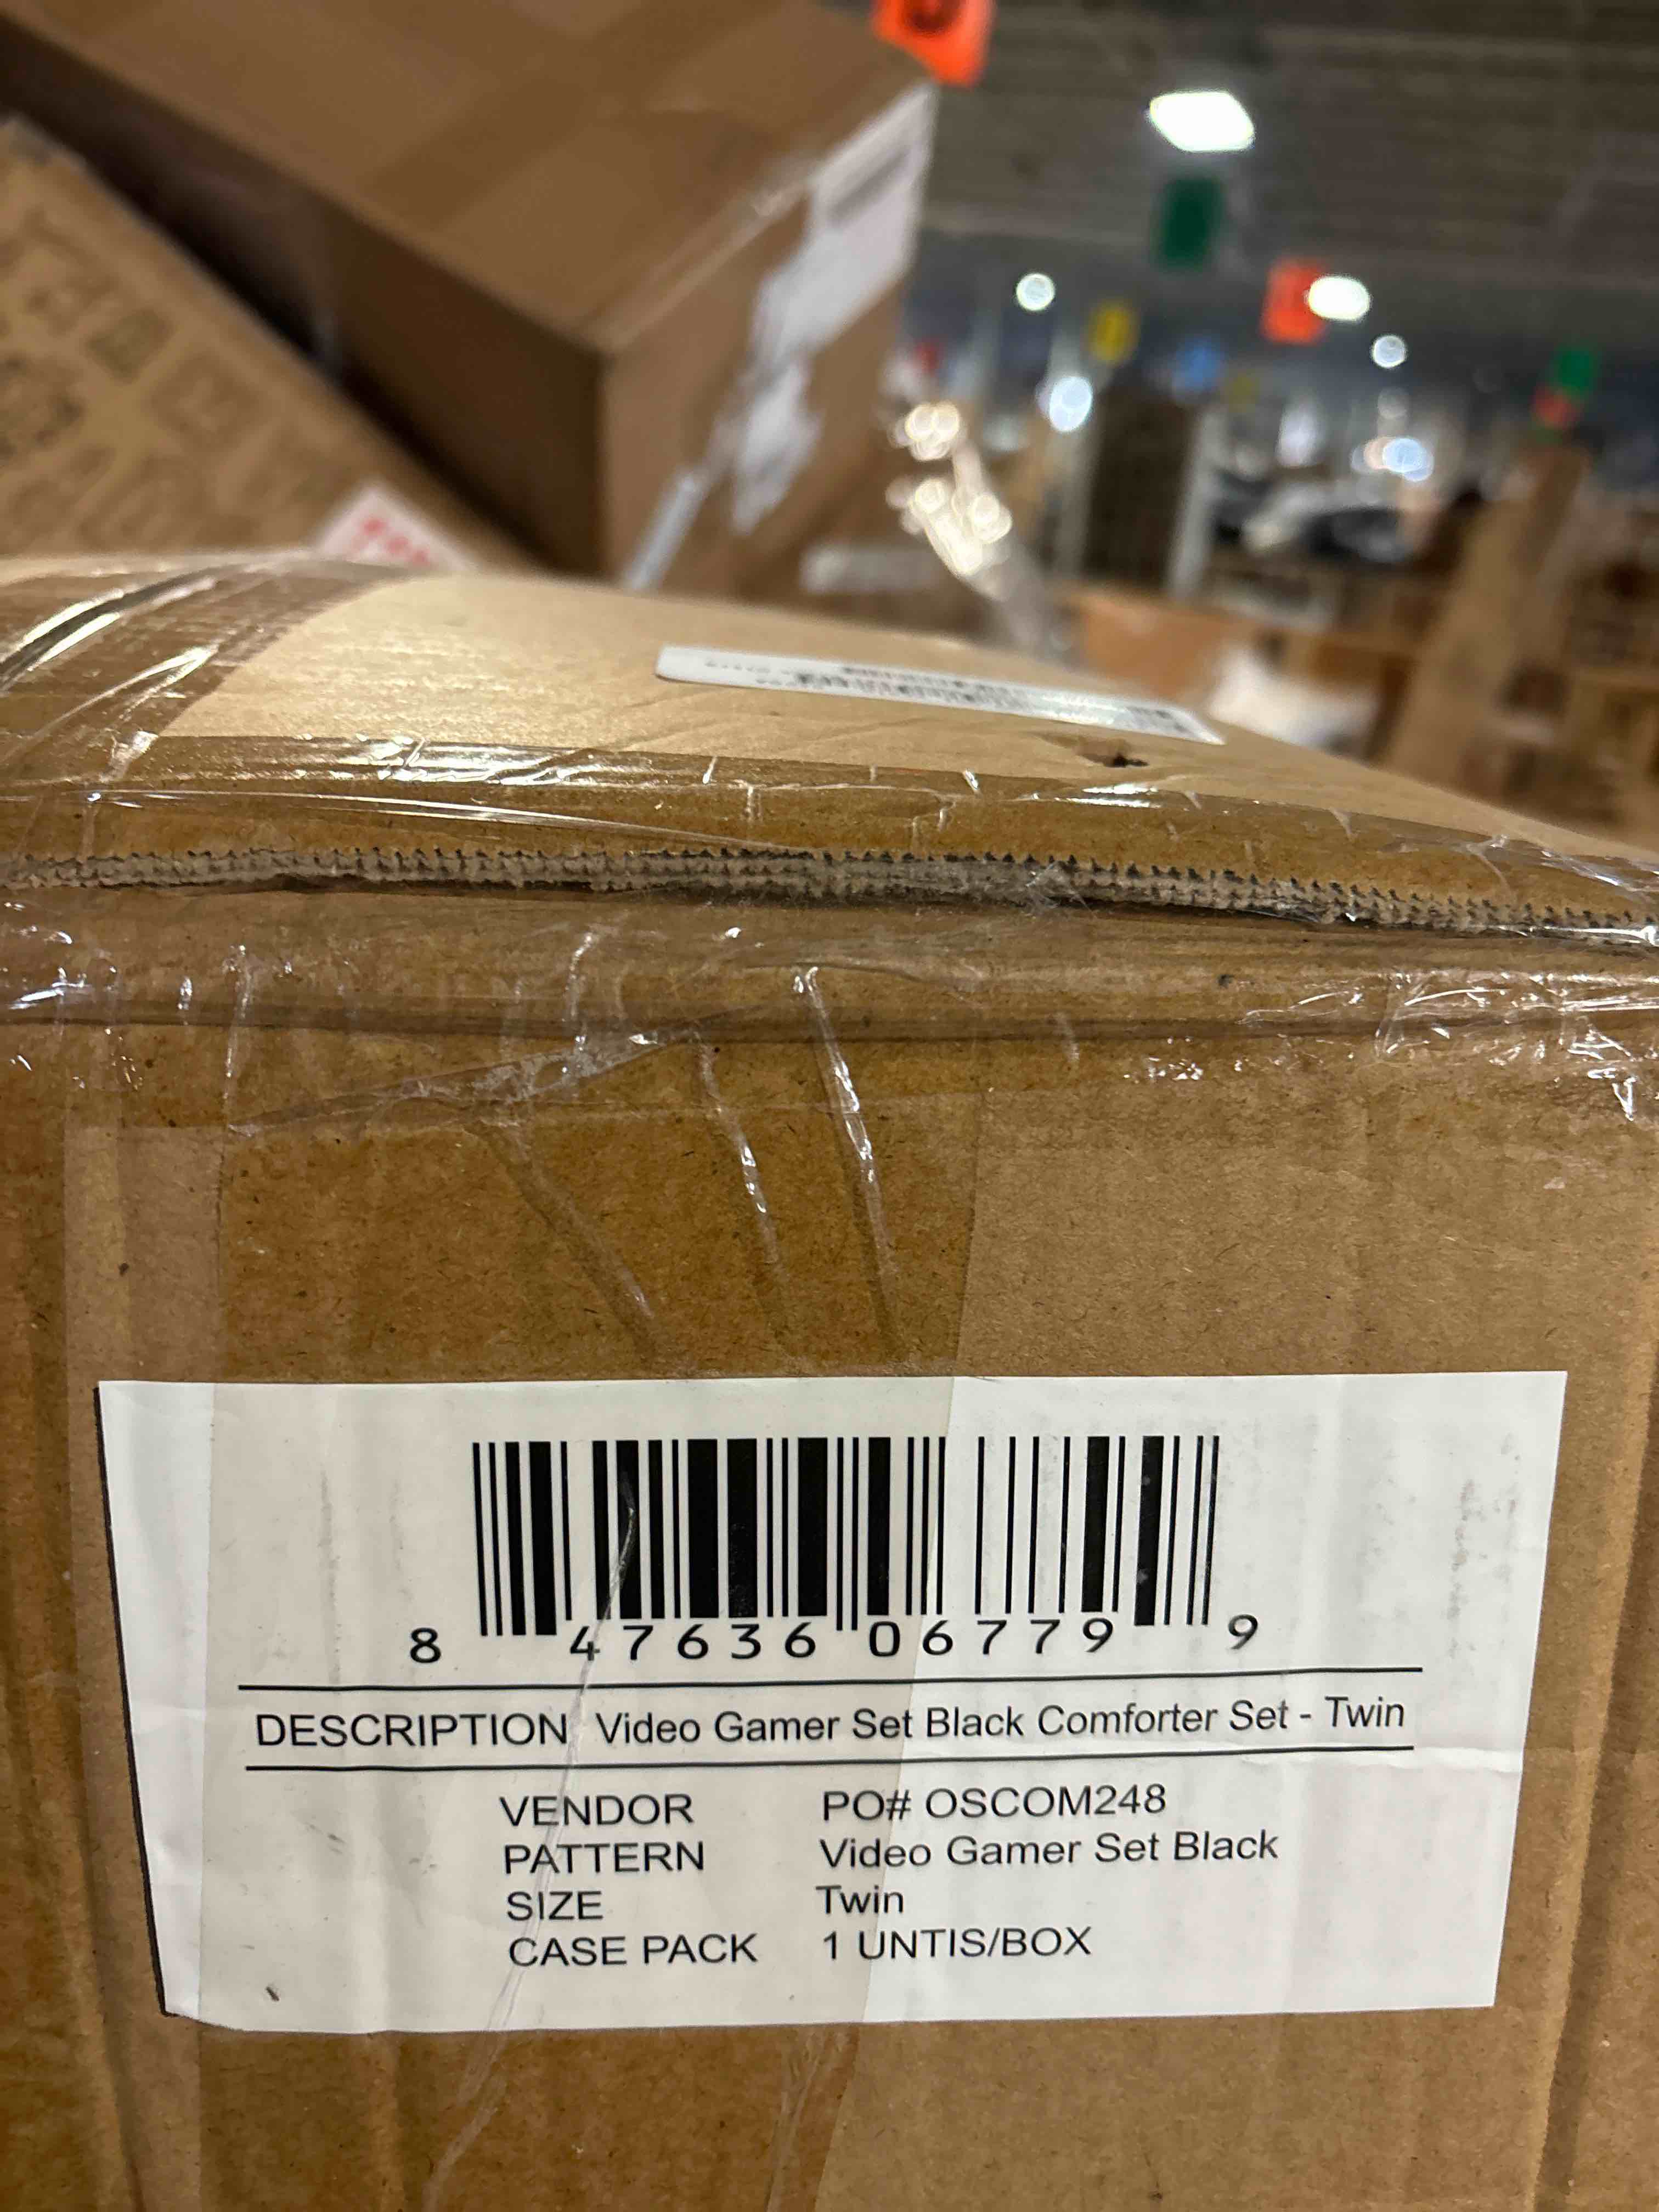 8 47636 06779 9
DESCRIPTION Video Gamer Set Black Comforter Set - Twin
VENDOR PO# OSCOM248
PATTERN Video Gamer Set Black
SIZE Twin
CASE PACK 1 UNTIS/BOX